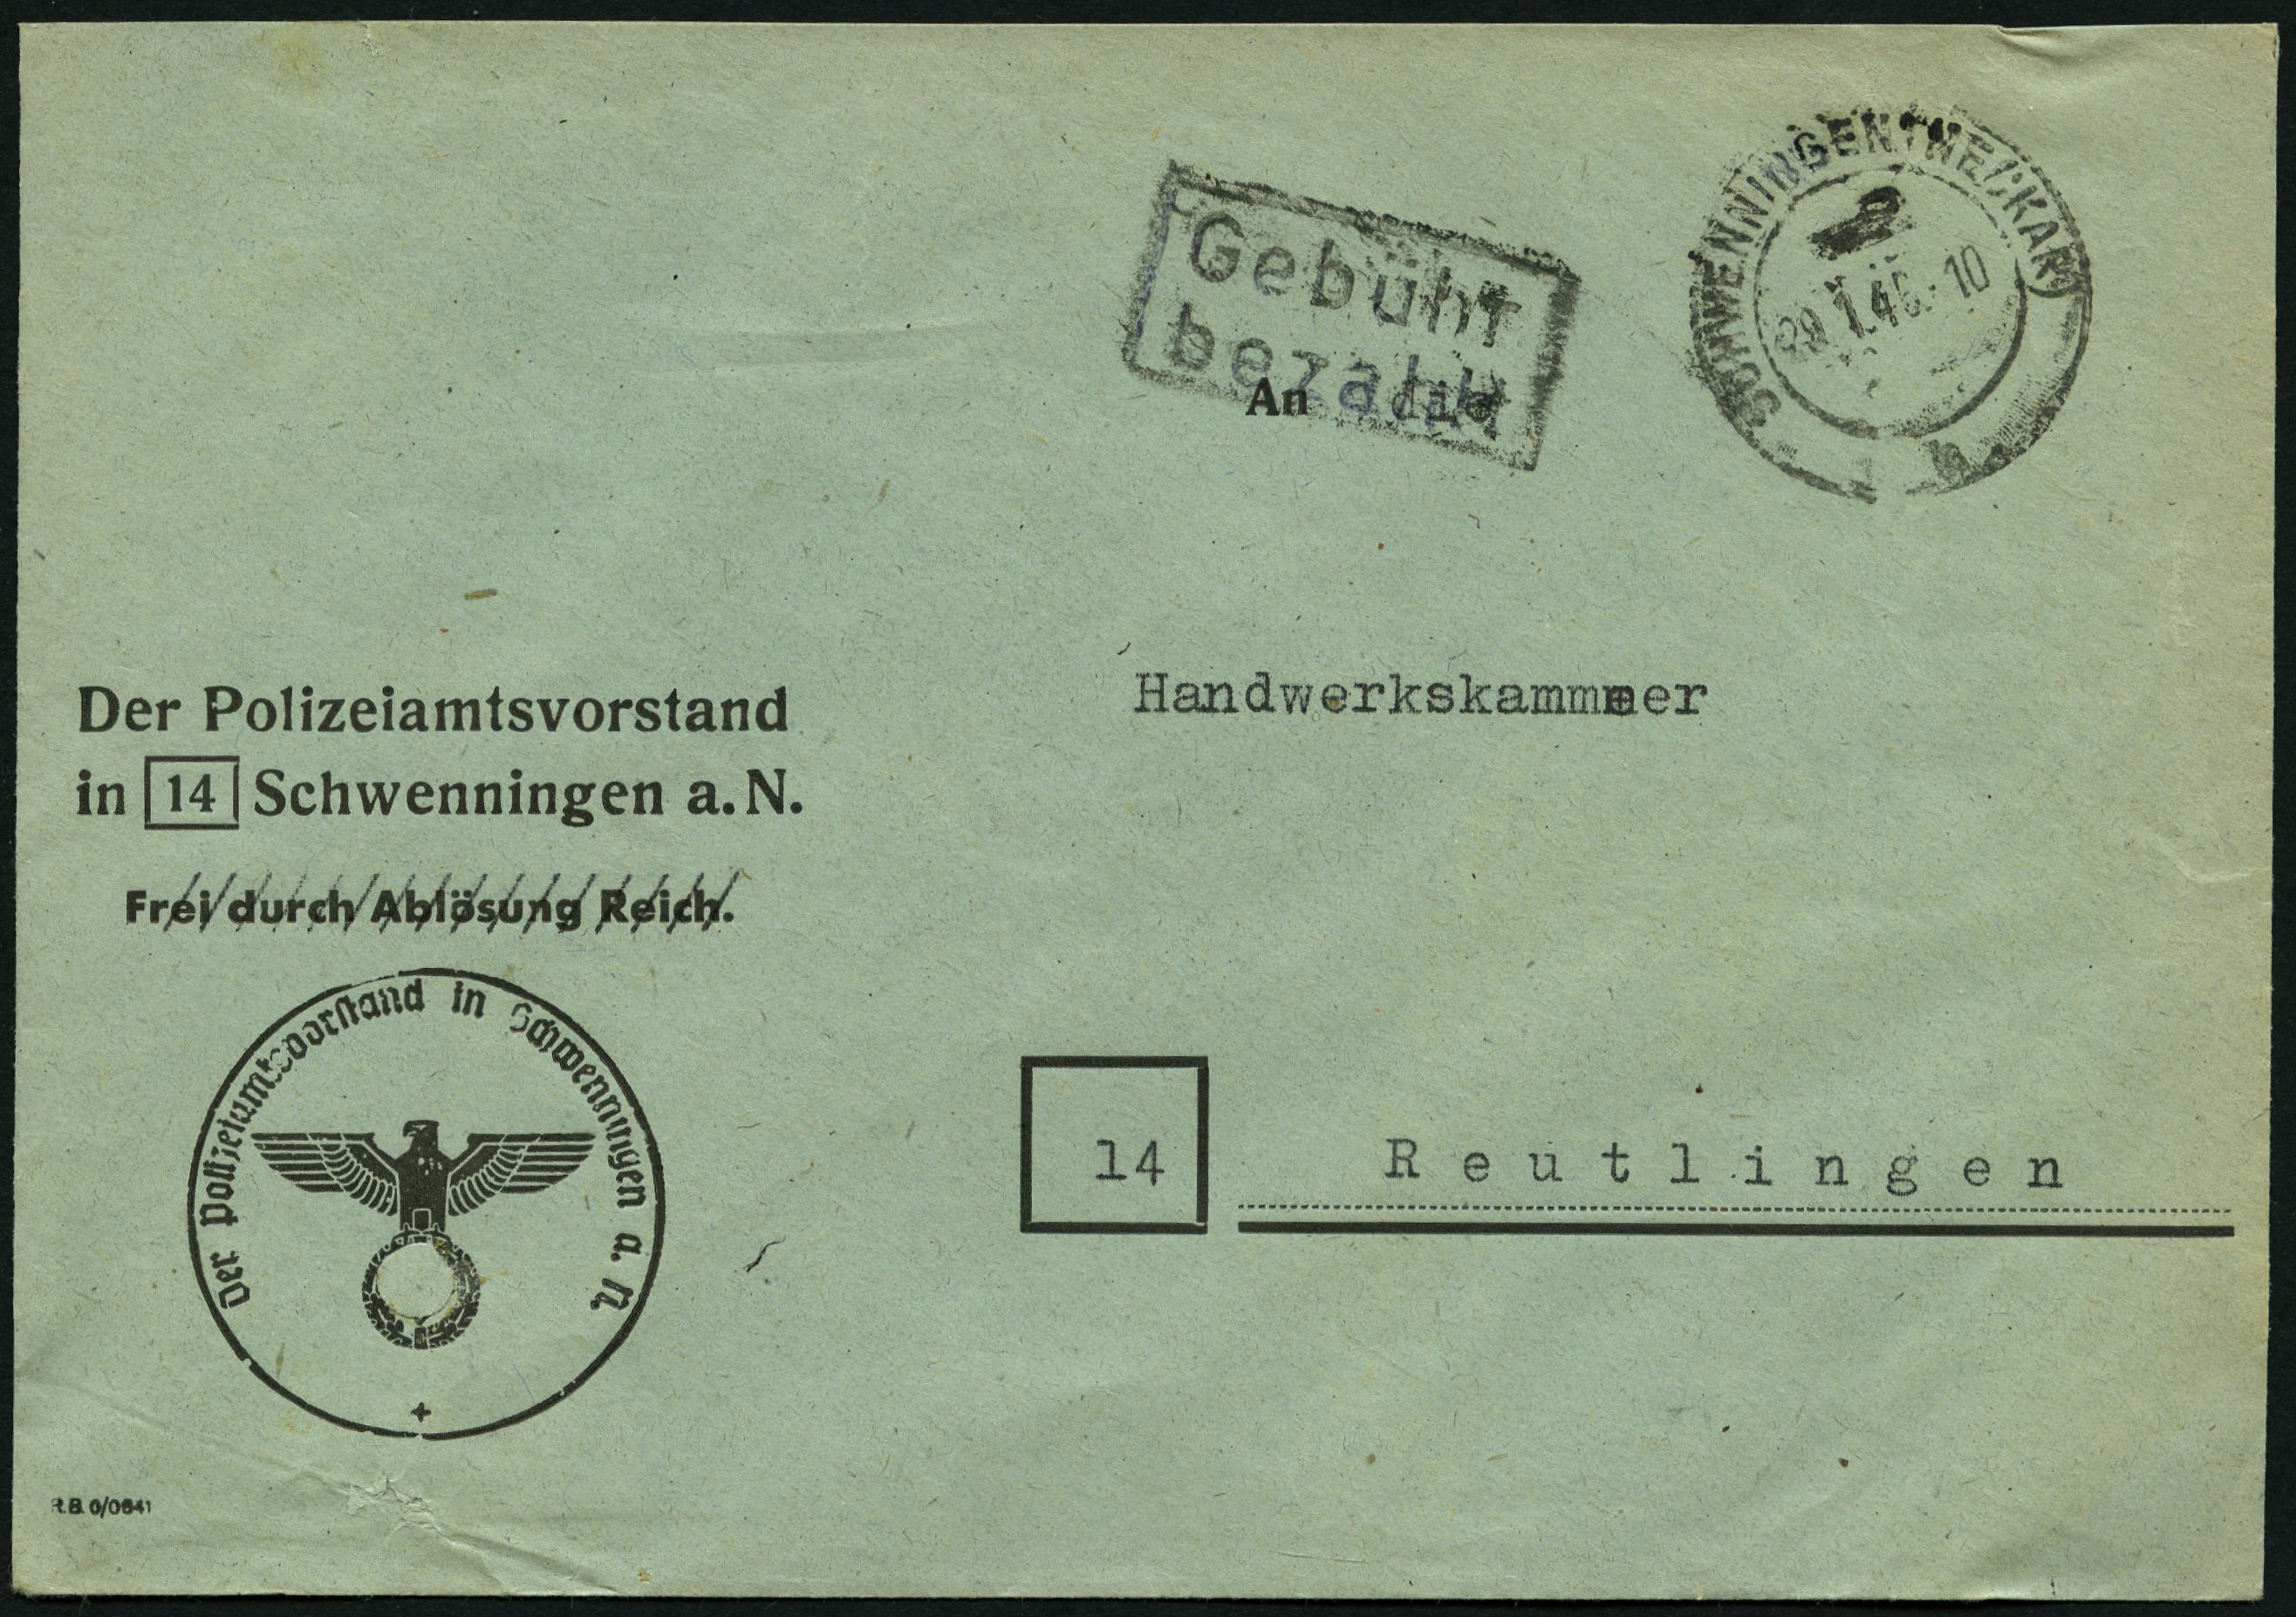 Gebühr
bezahlt
SCHWENNINGEN (NECKAR)
An die
Handwerkskammer
Der Polizeiamtsvorstand
in 14 Schwenningen a. N.
Frei durch Ablösung Reich.
Der Polizeiamtsvorstand in Schwenningen a. N.
14 Reutlingen
R.B. 0/0641